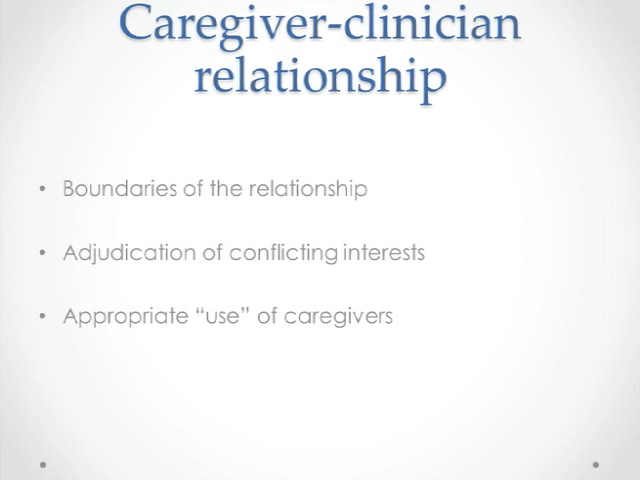 Caregiver-clinician
relationship
• Boundaries of the relationship
• Adjudication of conflicting interests
• Appropriate “use” of caregivers